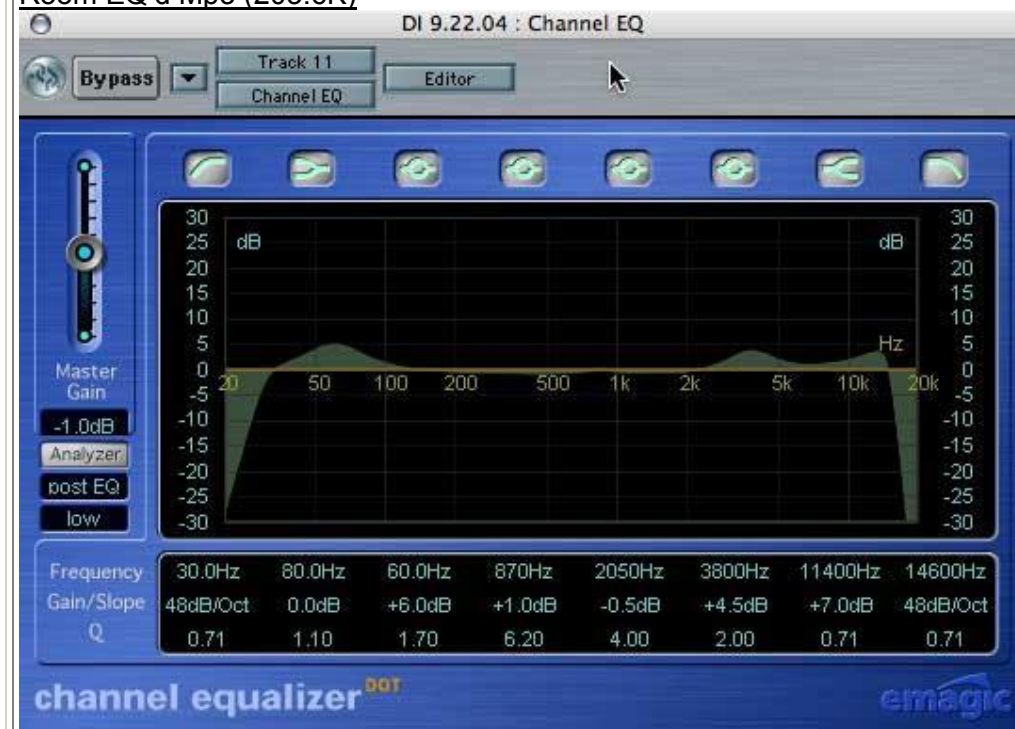 Room EQ'd Mp3 (208.0K)
DI 9.22.04 : Channel EQ
Bypass
Track 11
Channel EQ
Editor
30 30
25 dB dB 25
20 20
15 15
10 10
5 Hz 5
0 0
20 50 100 200 500 1k 2k 5k 10k 20k
-5 -5
-10 -10
-15 -15
-20 -20
-25 -25
-30 -30
Master
Gain
-1.0dB
Analyzer
post EQ
low
Frequency 30.0Hz 80.0Hz 60.0Hz 870Hz 2050Hz 3800Hz 11400Hz 14600Hz
Gain/Slope 48dB/Oct 0.0dB +6.0dB +1.0dB -0.5dB +4.5dB +7.0dB 48dB/Oct
Q 0.71 1.10 1.70 6.20 4.00 2.00 0.71 0.71
channel equalizer DOT
emagic